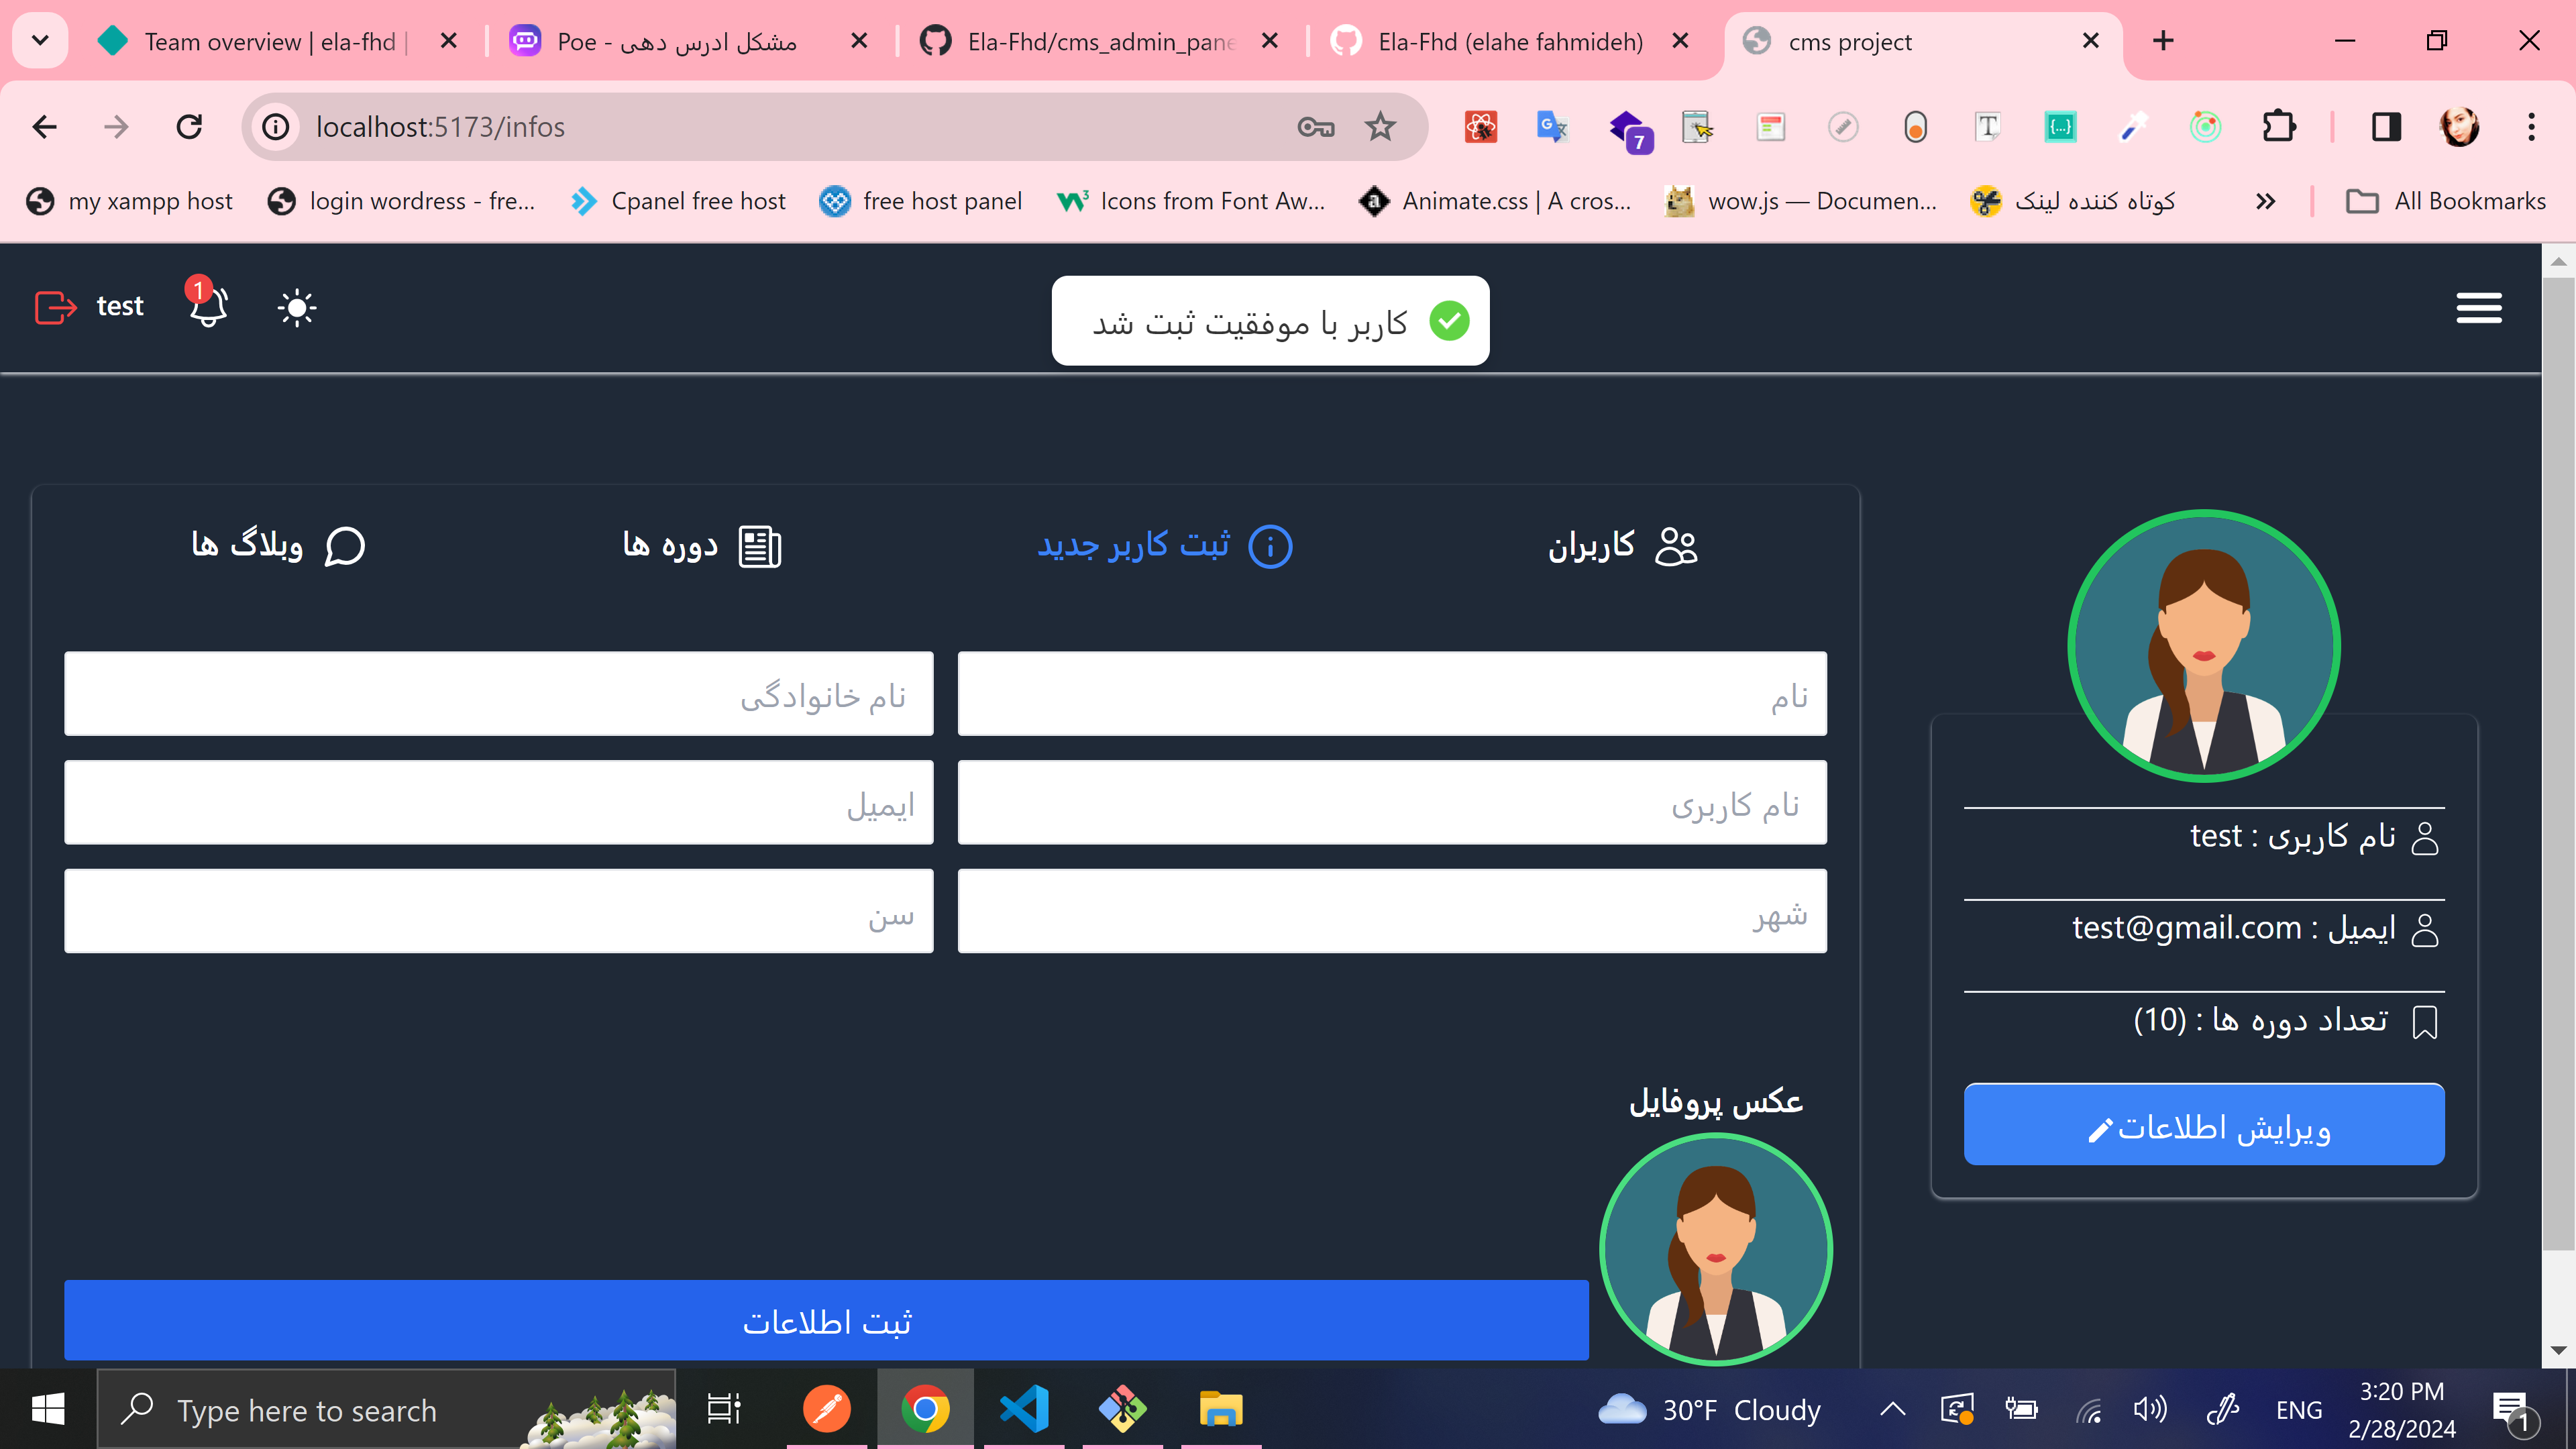 Team overview | ela-fhd |
Poe - مشکل ادرس دهی
Ela-Fhd/cms_admin_pane
Ela-Fhd (elahe fahmideh)
cms project
localhost:5173/infos
7
my xampp host
login wordress - fre...
Cpanel free host
free host panel
Icons from Font Aw...
Animate.css | A cros...
wow.js — Documen...
کوتاه کننده لینک
All Bookmarks
test
1
کاربر با موفقیت ثبت شد
کاربران
ثبت کاربر جدید
دوره ها
وبلاگ ها
نام
نام خانوادگی
نام کاربری
ایمیل
شهر
سن
عکس پروفایل
ثبت اطلاعات
نام کاربری : test
ایمیل : test@gmail.com
تعداد دوره ها : (10)
ویرایش اطلاعات
Type here to search
30°F Cloudy
ENG
3:20 PM
2/28/2024
1